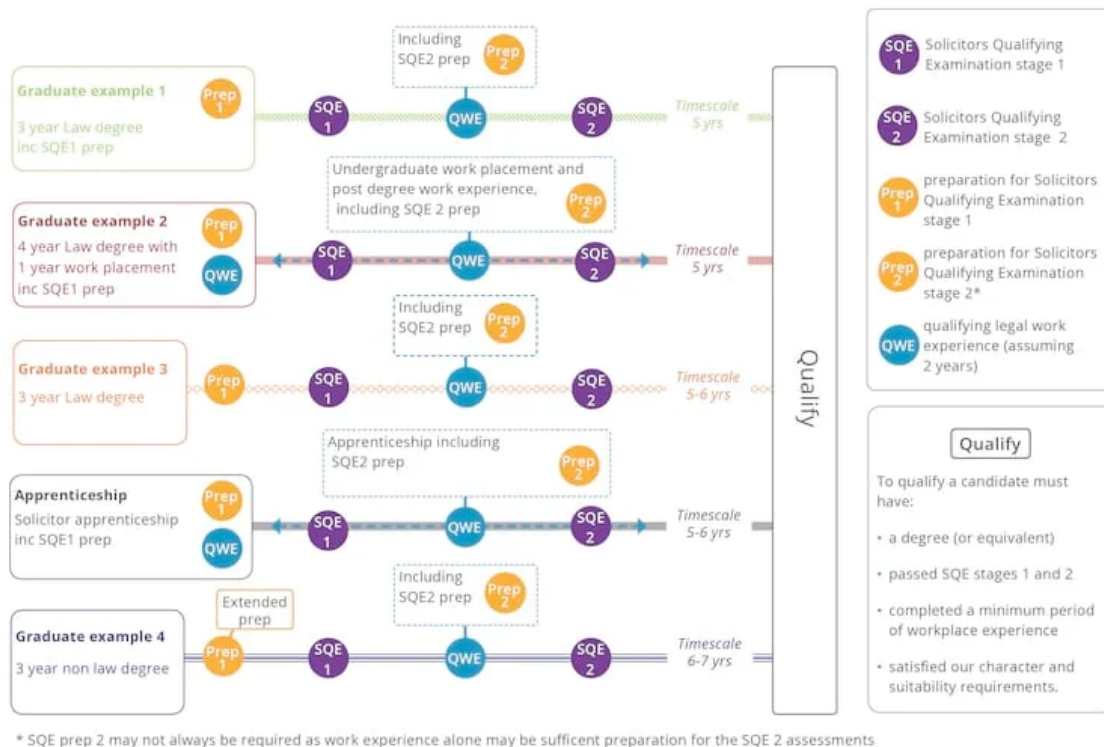 Including
SQE2 prep
Prep
2
Graduate example 1
Prep
1
3 year Law degree
inc SQE1 prep
SQE
1
QWE
SQE
2
Timescale
5 yrs
Undergraduate work placement and
post degree work experience,
including SQE 2 prep
Prep
2
Graduate example 2
4 year Law degree with
1 year work placement
inc SQE1 prep
Prep
1
QWE
SQE
1
QWE
SQE
2
Timescale
5 yrs
Including
SQE2 prep
Prep
2
Graduate example 3
3 year Law degree
Prep
1
SQE
1
QWE
SQE
2
Timescale
5-6 yrs
Apprenticeship including
SQE2 prep
Prep
2
Apprenticeship
Solicitor apprenticeship
inc SQE1 prep
Prep
1
QWE
SQE
1
QWE
SQE
2
Timescale
5-6 yrs
Including
SQE2 prep
Prep
2
Extended
prep
Graduate example 4
3 year non law degree
Prep
1
SQE
1
QWE
SQE
2
Timescale
6-7 yrs
Qualify
SQE
1
Solicitors Qualifying
Examination stage 1
SQE
2
Solicitors Qualifying
Examination stage 2
Prep
1
preparation for Solicitors
Qualifying Examination
stage 1
Prep
2
preparation for Solicitors
Qualifying Examination
stage 2*
QWE
qualifying legal work
experience (assuming
2 years)
Qualify
To qualify a candidate must
have:
• a degree (or equivalent)
• passed SQE stages 1 and 2
• completed a minimum period
of workplace experience
• satisfied our character and
suitability requirements.
* SQE prep 2 may not always be required as work experience alone may be sufficent preparation for the SQE 2 assessments